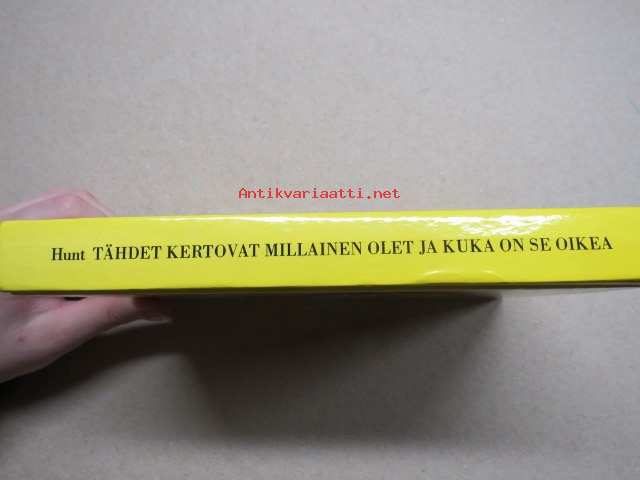 Antikvariaatti.net
Hunt TÄHDET KERTOVAT MILLAINEN OLET JA KUKA ON SE OIKEA